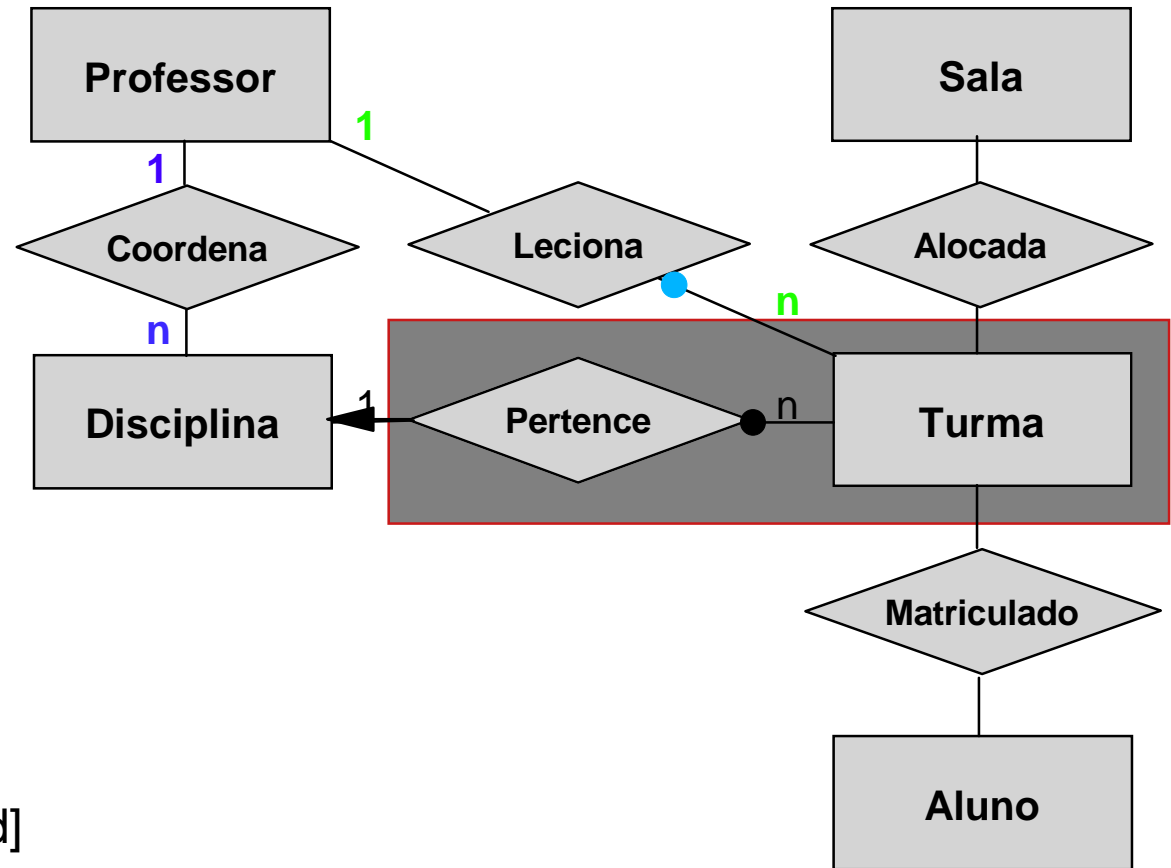 Professor
Sala
1
1
Coordena
Leciona
Alocada
n
n
Disciplina
1
Pertence
n
Turma
Matriculado
Aluno
d]